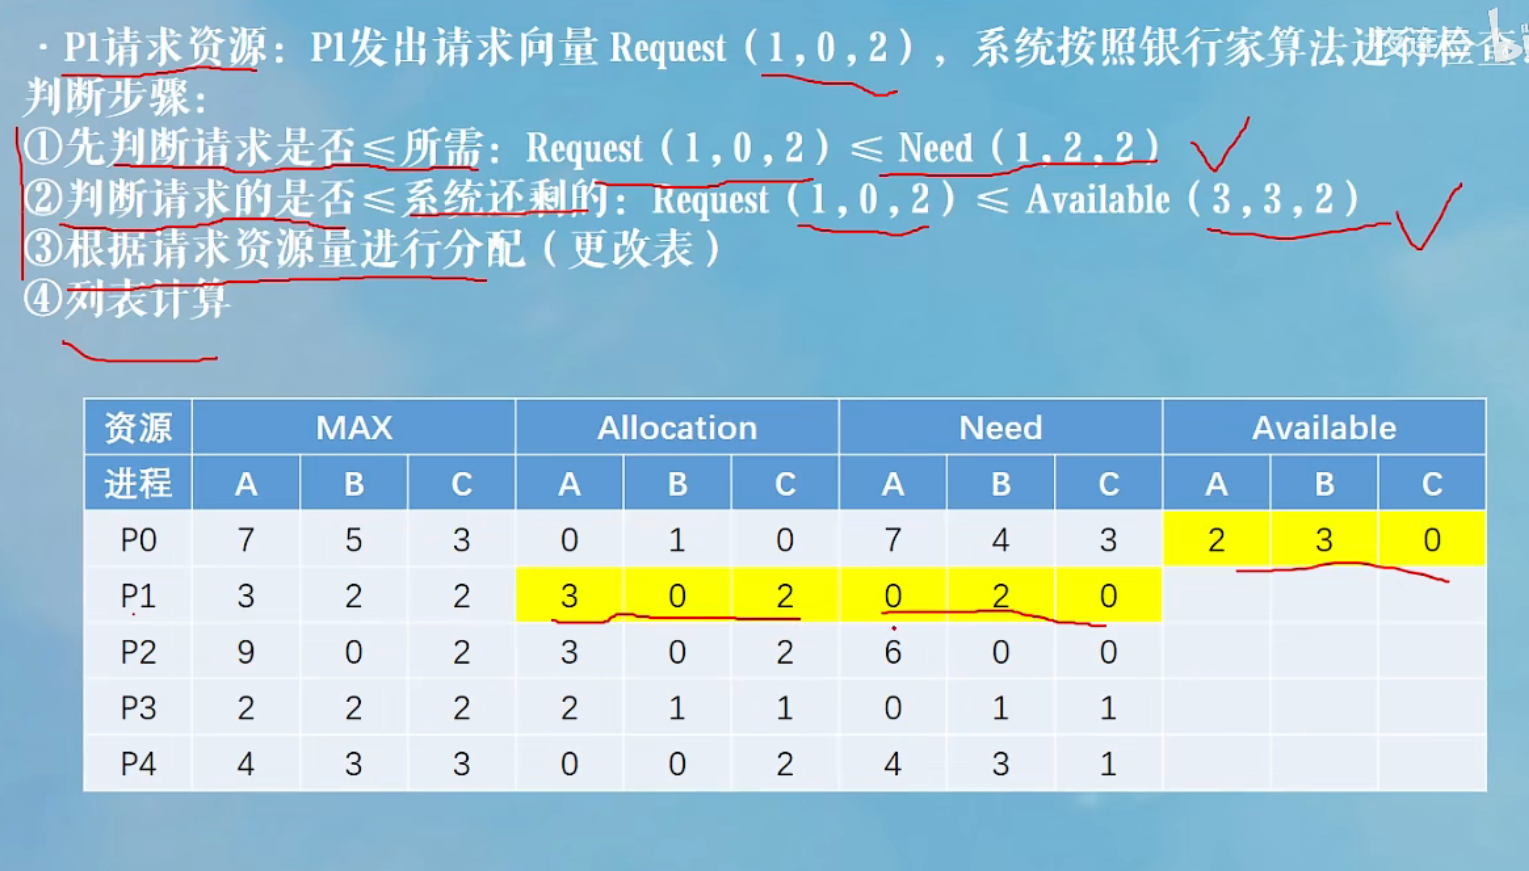 ·P1请求资源：P1发出请求向量 Request（1，0，2），系统按照银行家算法进行检查：
判断步骤：
①先判断请求是否≤所需：Request（1，0，2）≤ Need（1，2，2）
②判断请求的是否≤系统还剩的：Request（1，0，2）≤ Available（3，3，2）
③根据请求资源量进行分配（更改表）
④列表计算
资源 MAX Allocation Need Available
进程 A B C A B C A B C A B C
P0 7 5 3 0 1 0 7 4 3 2 3 0
P1 3 2 2 3 0 2 0 2 0
P2 9 0 2 3 0 2 6 0 0
P3 2 2 2 2 1 1 0 1 1
P4 4 3 3 0 0 2 4 3 1